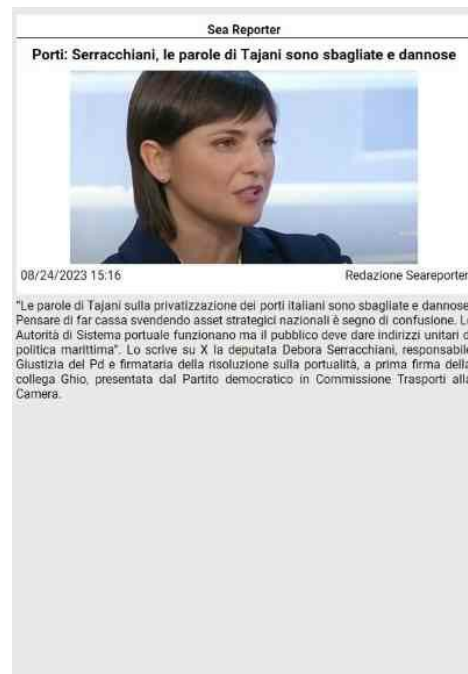 Sea Reporter
Porti: Serracchiani, le parole di Tajani sono sbagliate e dannose
08/24/2023 15:16 Redazione Seareporter
"Le parole di Tajani sulla privatizzazione dei porti italiani sono sbagliate e dannose
Pensare di far cassa svendendo asset strategici nazionali è segno di confusione. L
Autorità di Sistema portuale funzionano ma il pubblico deve dare indirizzi unitari d
politica marittima". Lo scrive su X la deputata Debora Serracchiani, responsabile
Giustizia del Pd e firmataria della risoluzione sulla portualità, a prima firma della
collega Ghio, presentata dal Partito democratico in Commissione Trasporti alla
Camera.